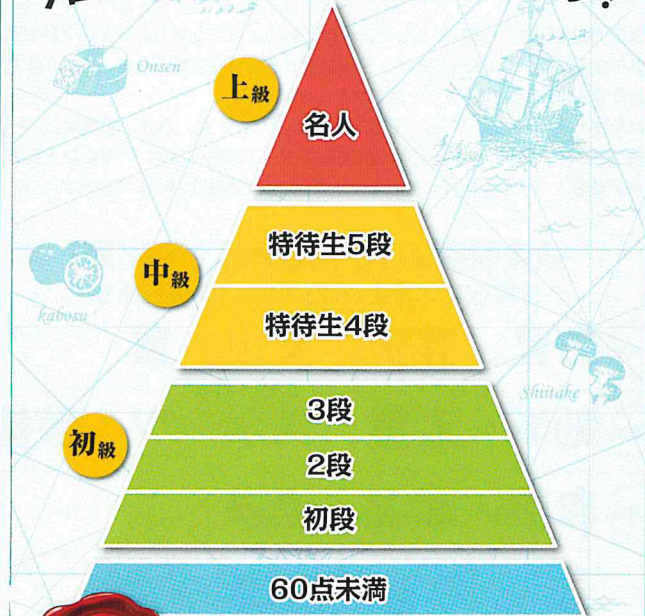 Onsen
上級
名人
特待生5段
中級
特待生4段
kabosu
3段
Shiitake
初級
2段
初段
60点未満